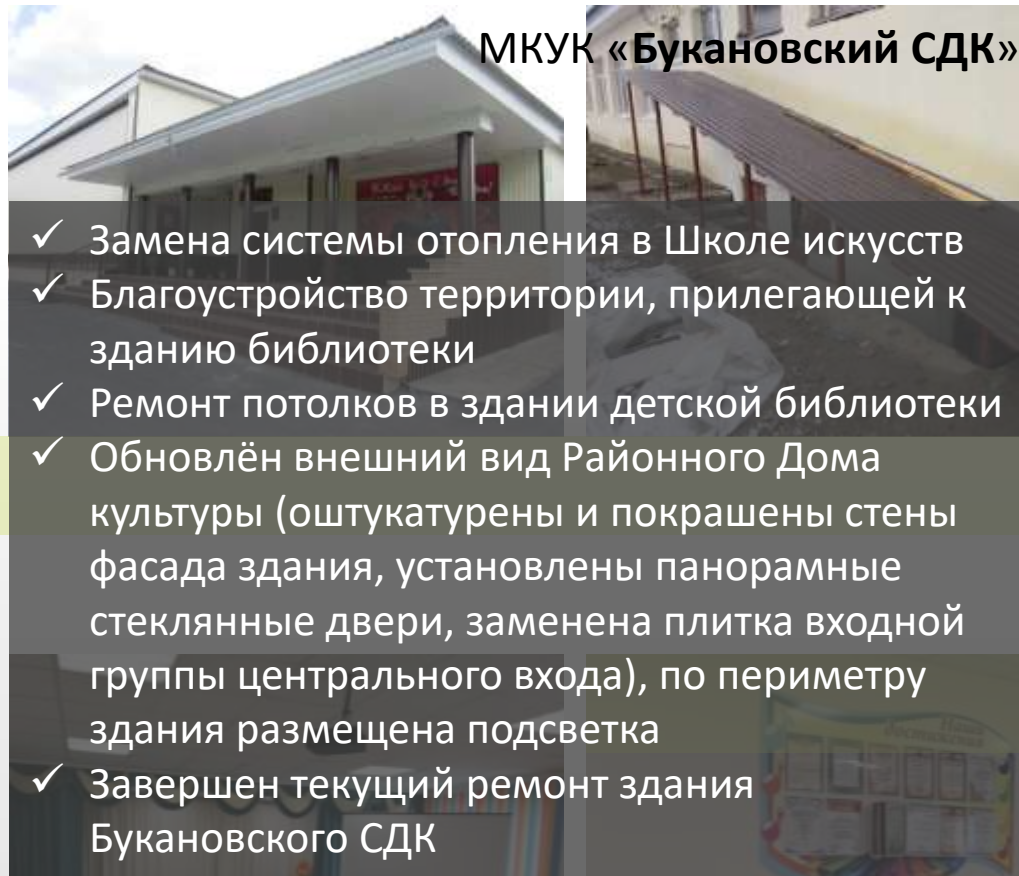 МКУК «Букановский СДК»
✓ Замена системы отопления в Школе искусств
✓ Благоустройство территории, прилегающей к
зданию библиотеки
✓ Ремонт потолков в здании детской библиотеки
✓ Обновлён внешний вид Районного Дома
культуры (оштукатурены и покрашены стены
фасада здания, установлены панорамные
стеклянные двери, заменена плитка входной
группы центрального входа), по периметру
здания размещена подсветка
✓ Завершен текущий ремонт здания
Букановского СДК
Наши
достижения